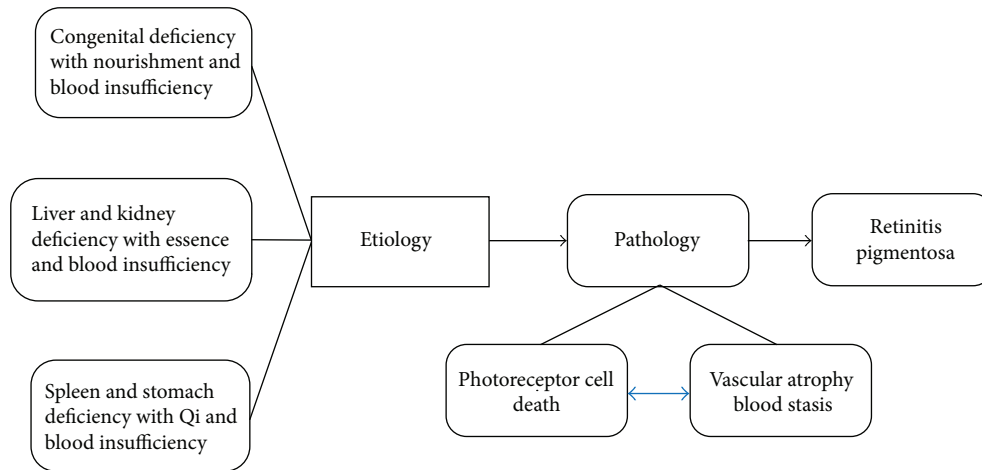 Congenital deficiency
with nourishment and
blood insufficiency
Liver and kidney
deficiency with essence
and blood insufficiency
Spleen and stomach
deficiency with Qi and
blood insufficiency
Etiology
Pathology
Retinitis
pigmentosa
Photoreceptor cell
death
Vascular atrophy
blood stasis